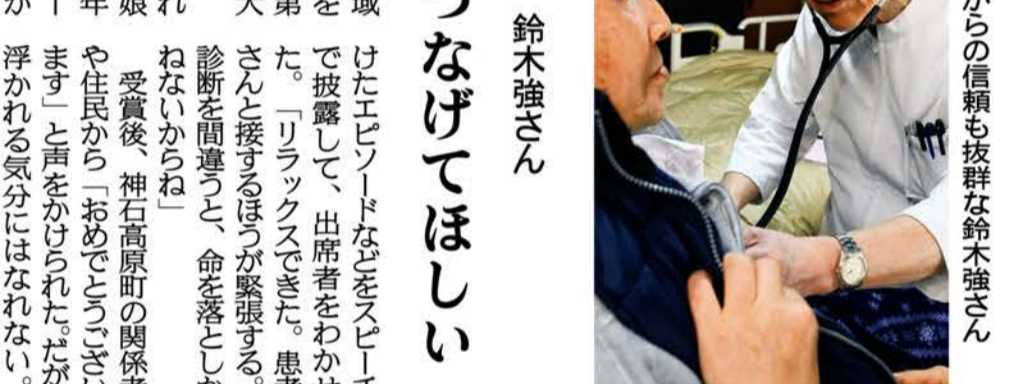 からの信頼も抜群な鈴木強さん
鈴木強さん
つなげてほしい
域
を
第
大
れ
娘
年
ー
が
けたエピソードなどをスピーチ
で披露して、出席者をわかせ
た。「リラックスできた。患者
さんと接するほうが緊張する。
診断を間違うと、命を落としか
ねないからね」
受賞後、神石高原町の関係者
や住民から「おめでとうござい
ます」と声をかけられた。だが
浮かれる気分にはなれない。